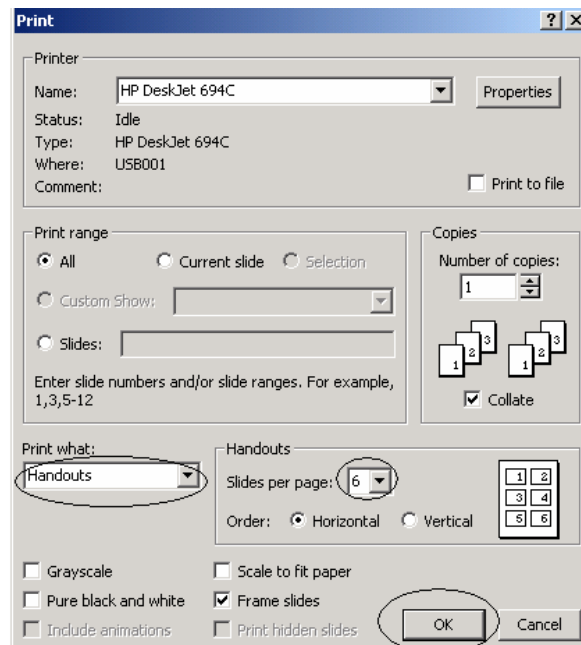 Print
Printer
Name: HP DeskJet 694C Properties
Status: Idle
Type: HP DeskJet 694C
Where: USB001
Comment: Print to file
Print range
All Current slide Selection
Custom Show:
Slides:
Enter slide numbers and/or slide ranges. For example,
1,3,5-12
Copies
Number of copies:
1
1 2 3 1 2 3
Collate
Print what:
Handouts
Handouts
Slides per page: 6
Order: Horizontal Vertical
1 2
3 4
5 6
Grayscale Scale to fit paper
Pure black and white Frame slides
Include animations Print hidden slides
OK Cancel